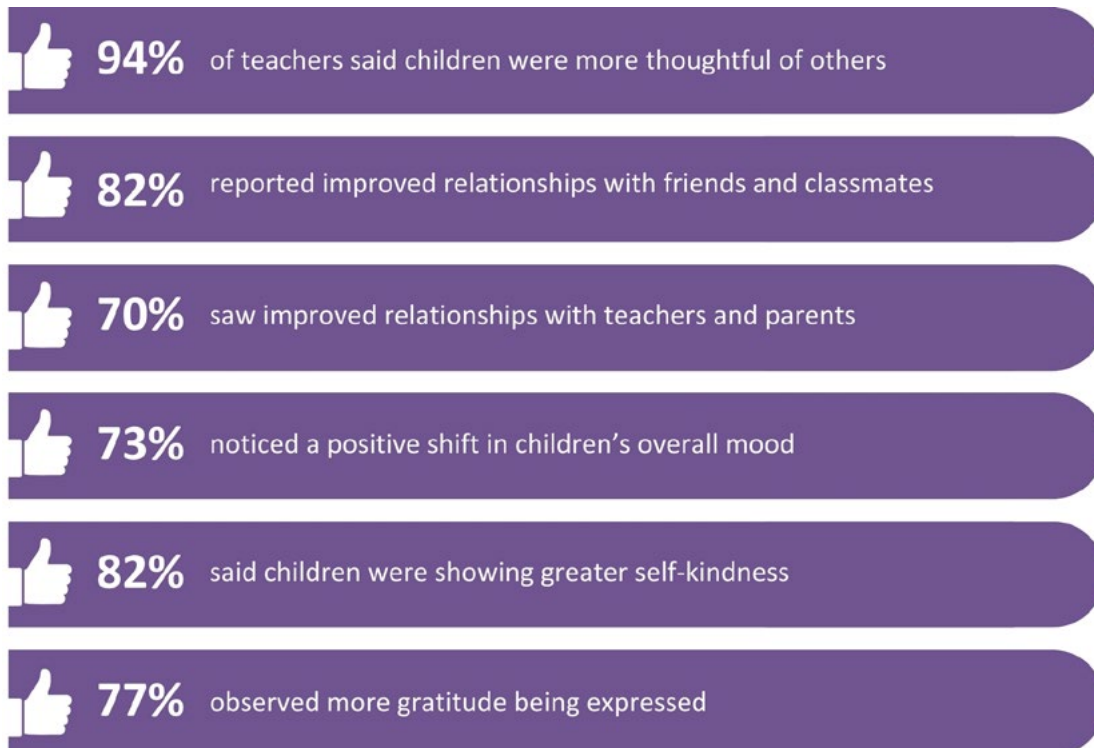 94% of teachers said children were more thoughtful of others
82% reported improved relationships with friends and classmates
70% saw improved relationships with teachers and parents
73% noticed a positive shift in children’s overall mood
82% said children were showing greater self-kindness
77% observed more gratitude being expressed